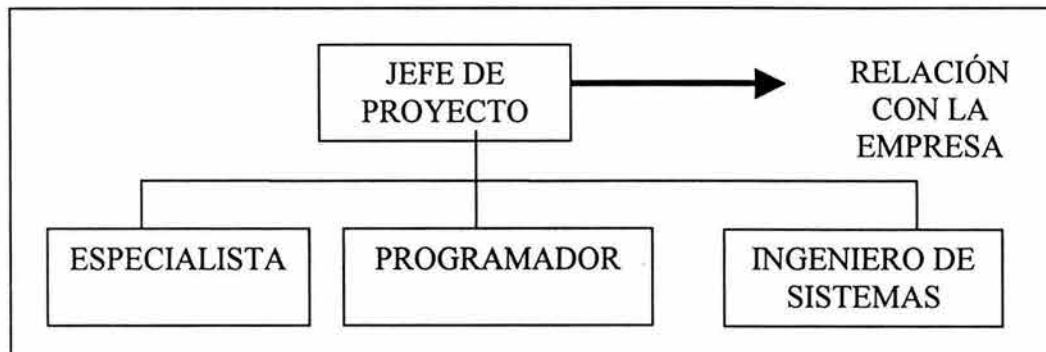 JEFE DE
PROYECTO
RELACIÓN
CON LA
EMPRESA
ESPECIALISTA
PROGRAMADOR
INGENIERO DE
SISTEMAS